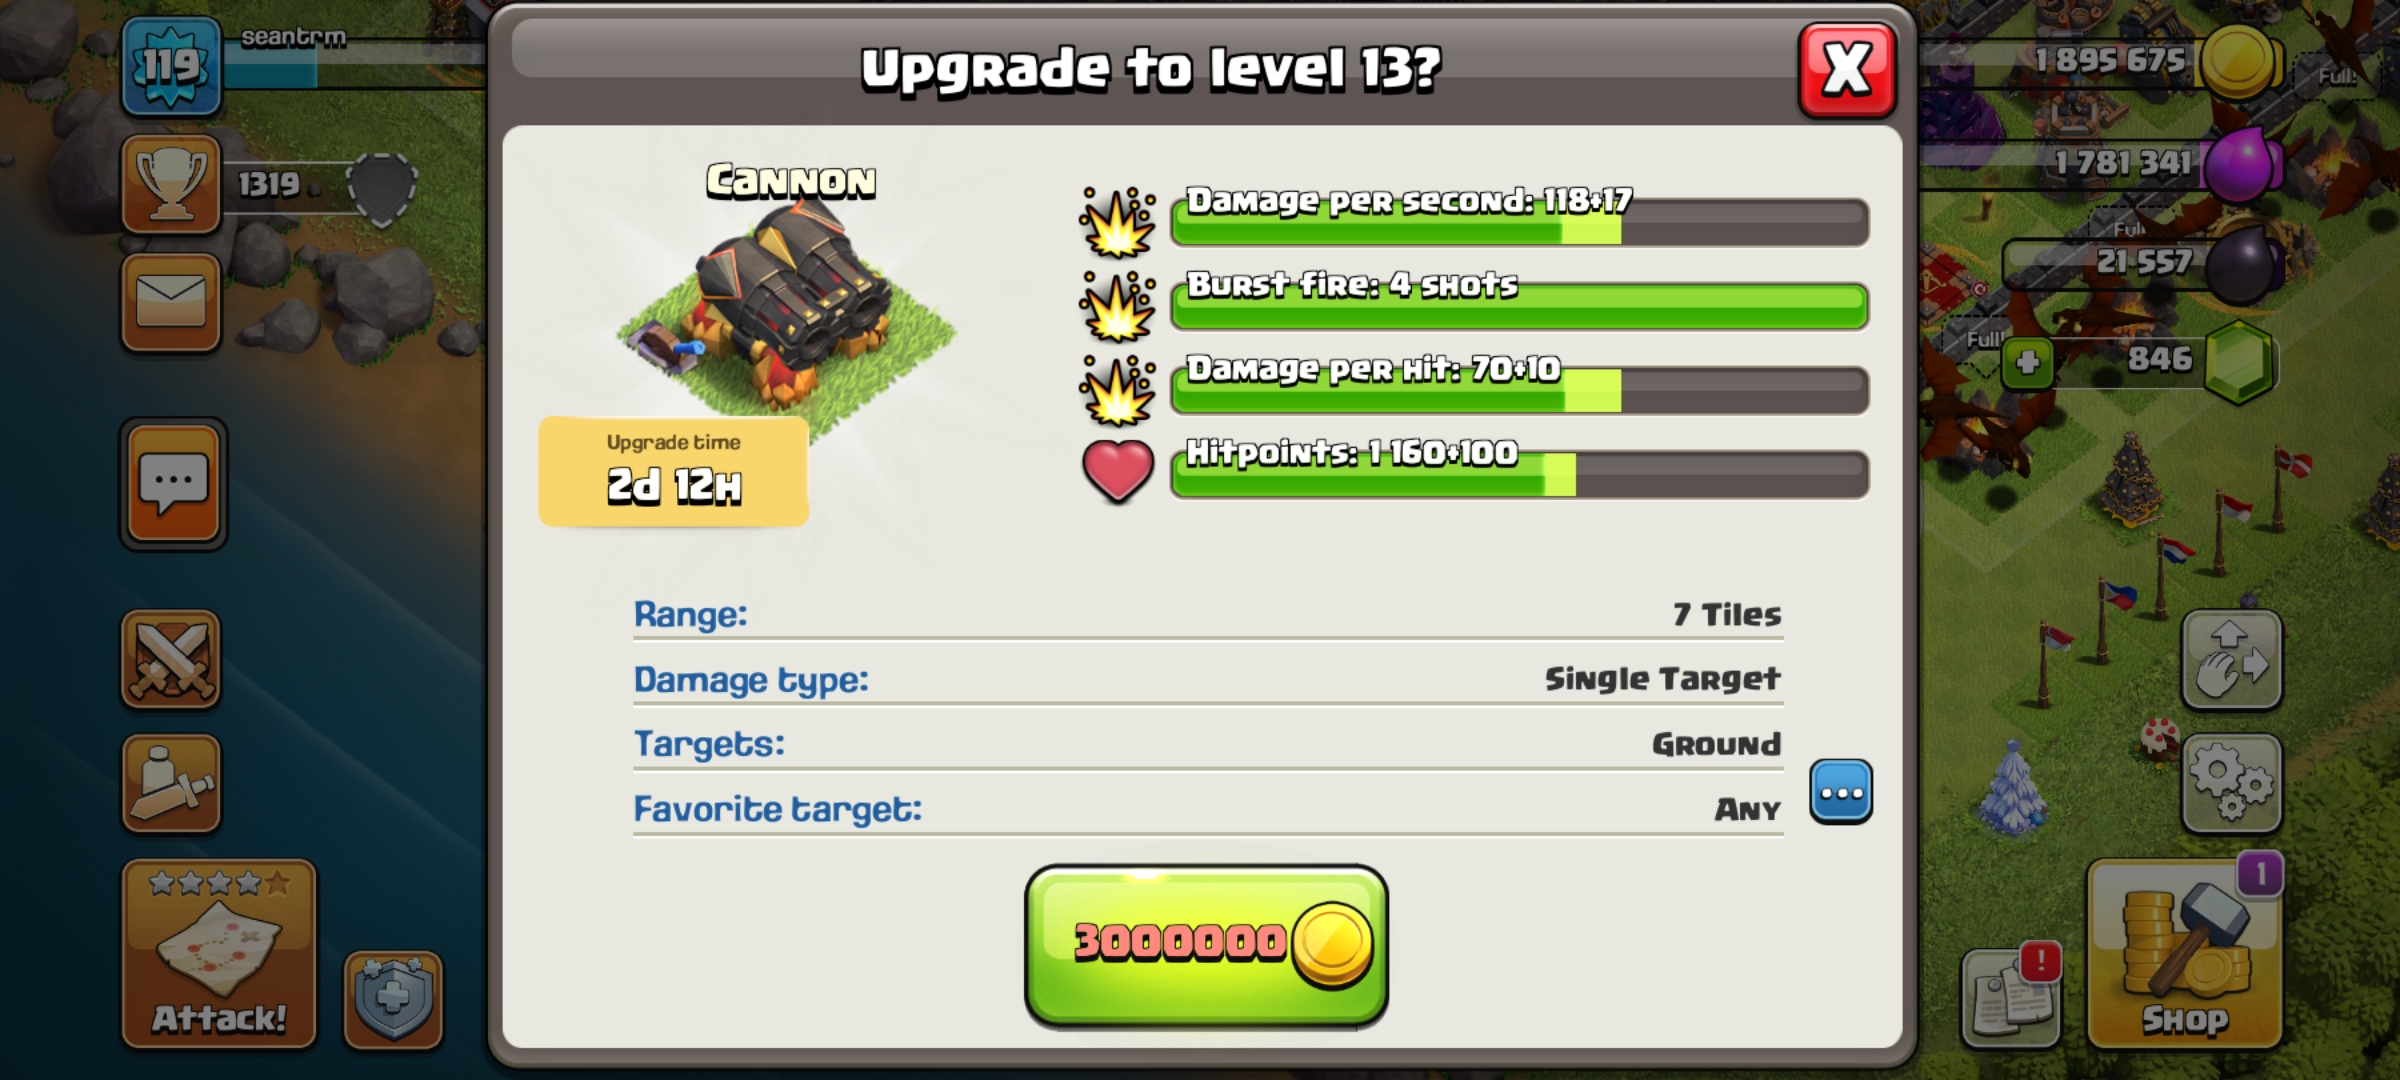 119
seantrm
Upgrade to level 13?
X
1 895 675
Full!
1319
Cannon
Damage per second: 118+17
1 781 341
Burst fire: 4 shots
Full
21 557
Damage per hit: 70+10
Full!
846
Upgrade time
2d 12h
Hitpoints: 1 160+100
Range: 7 Tiles
Damage type: Single Target
Targets: Ground
Favorite target: Any
3000000
1
!
Attack!
Shop